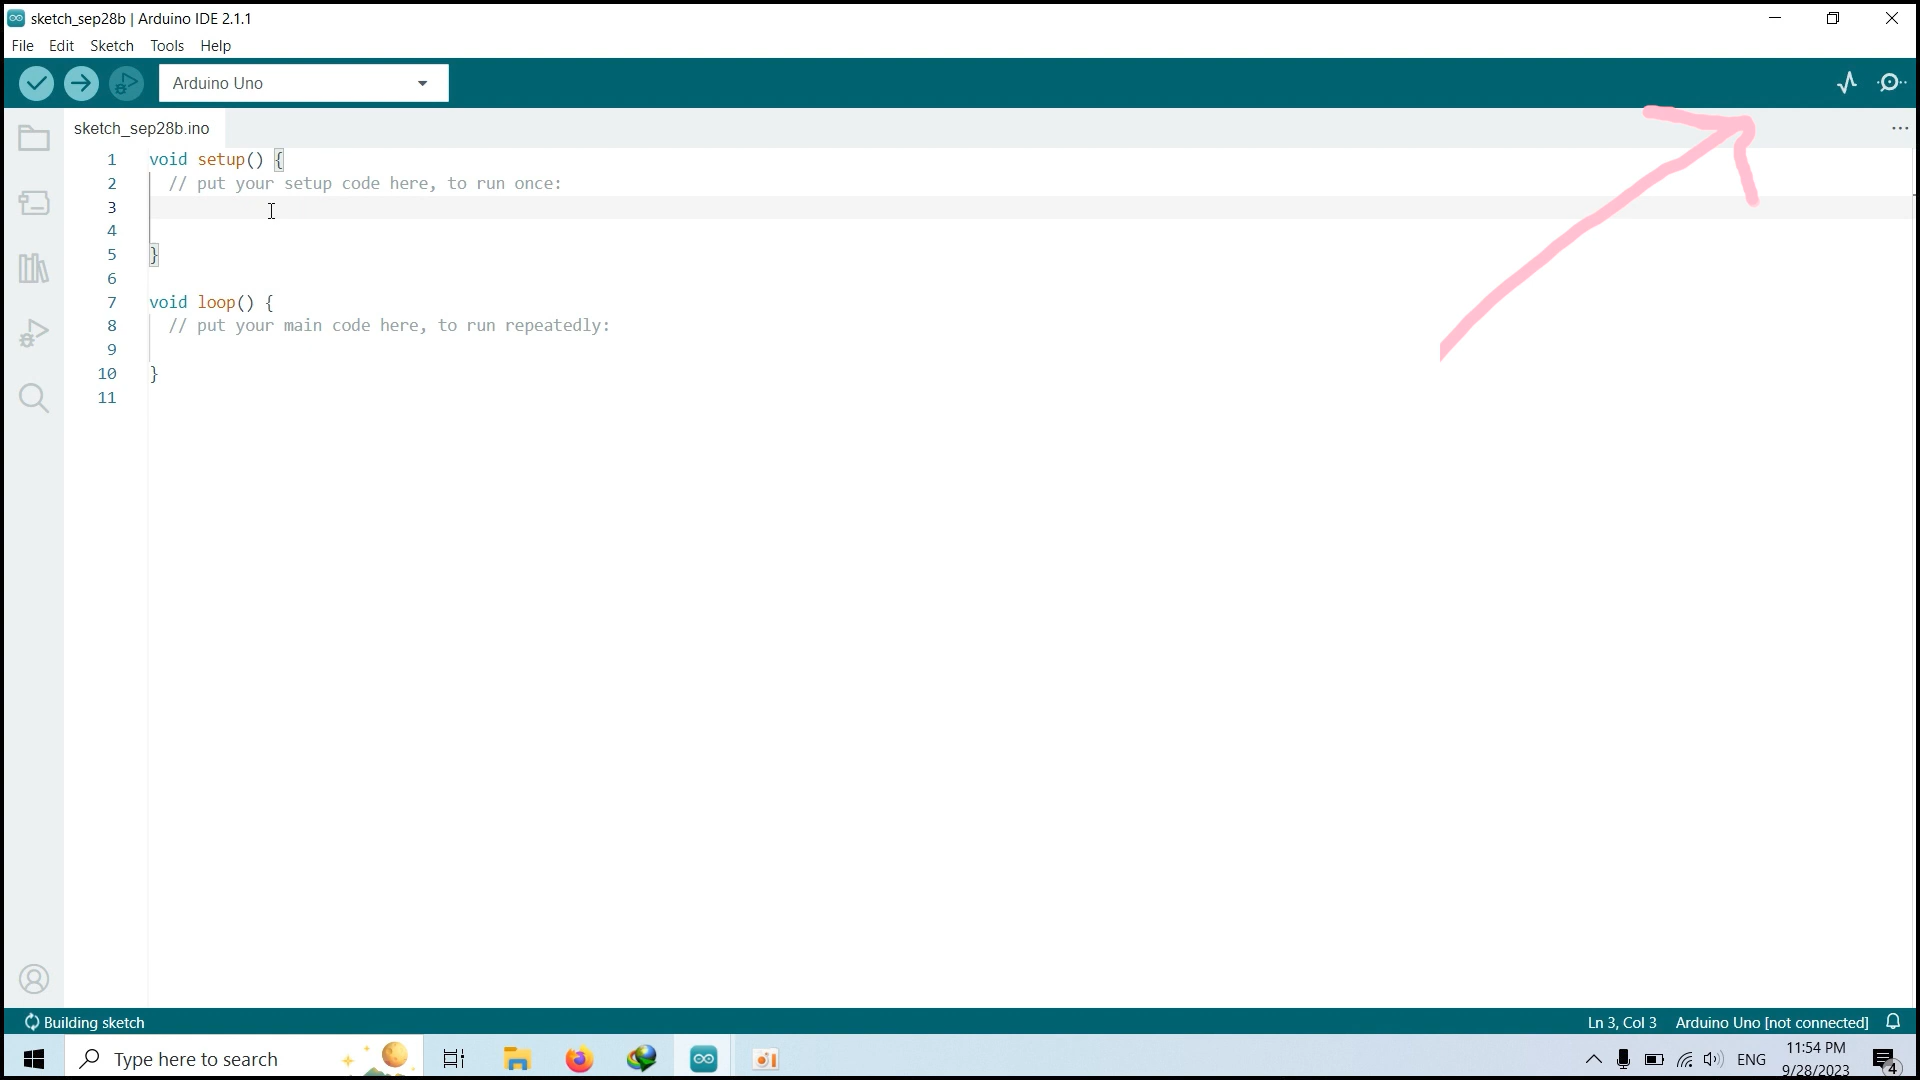 sketch_sep28b | Arduino IDE 2.1.1
File Edit Sketch Tools Help
Arduino Uno
sketch_sep28b.ino
1 void setup() {
2 // put your setup code here, to run once:
3
4
5 }
6
7 void loop() {
8 // put your main code here, to run repeatedly:
9
10 }
11
Building sketch
Ln 3, Col 3 Arduino Uno [not connected]
Type here to search
ENG
11:54 PM
9/28/2023
4